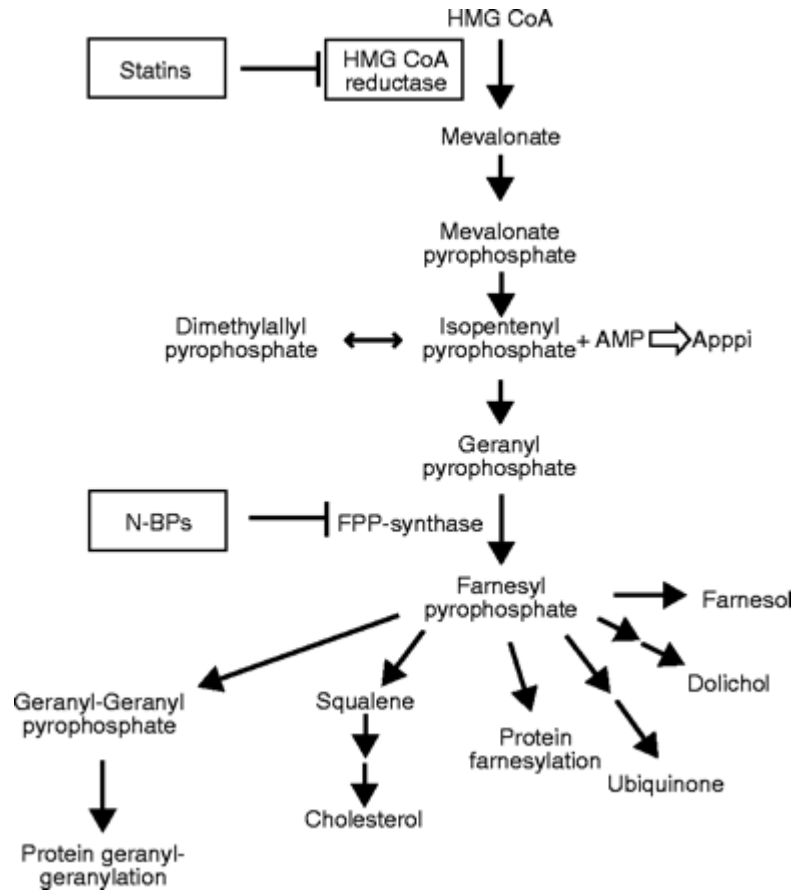 HMG CoA
Statins
HMG CoA
reductase
Mevalonate
Mevalonate
pyrophosphate
Dimethylallyl
pyrophosphate
Isopentenyl
pyrophosphate + AMP Apppi
Geranyl
pyrophosphate
N-BPs
FPP-synthase
Farnesyl
pyrophosphate
Farnesol
Dolichol
Geranyl-Geranyl
pyrophosphate
Squalene
Protein
farnesylation
Ubiquinone
Cholesterol
Protein geranyl-
geranylation